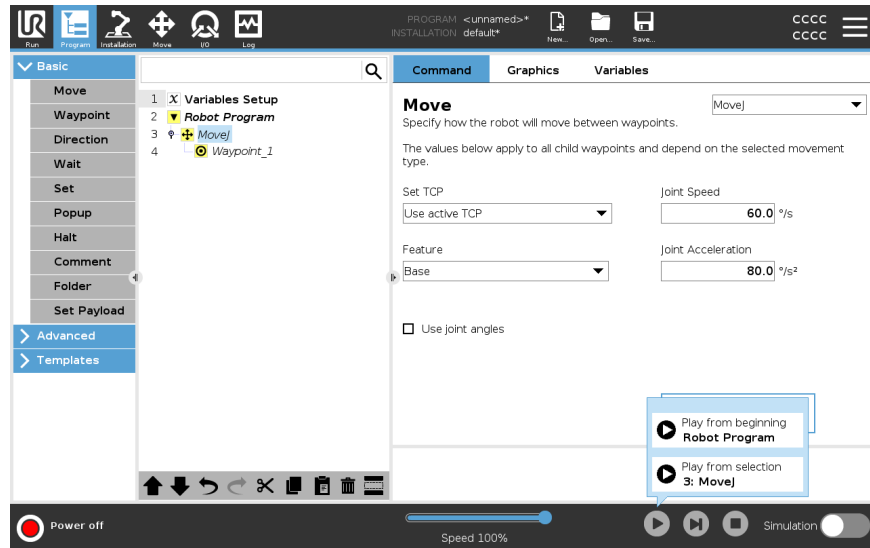 UR
Run
Program
Installation
Move
I/O
Log
PROGRAM <unnamed>*
INSTALLATION default*
New...
Open...
Save...
cccc
cccc
Basic
Move
Waypoint
Direction
Wait
Set
Popup
Halt
Comment
Folder
Set Payload
Advanced
Templates
1 X Variables Setup
2 Robot Program
3 MoveJ
4 Waypoint_1
Command Graphics Variables
Move
MoveJ
Specify how the robot will move between waypoints.
The values below apply to all child waypoints and depend on the selected movement
type.
Set TCP
Joint Speed
Use active TCP
60.0 °/s
Feature
Joint Acceleration
Base
80.0 °/s²
Use joint angles
Play from beginning
Robot Program
Play from selection
3: MoveJ
Power off
Speed 100%
Simulation